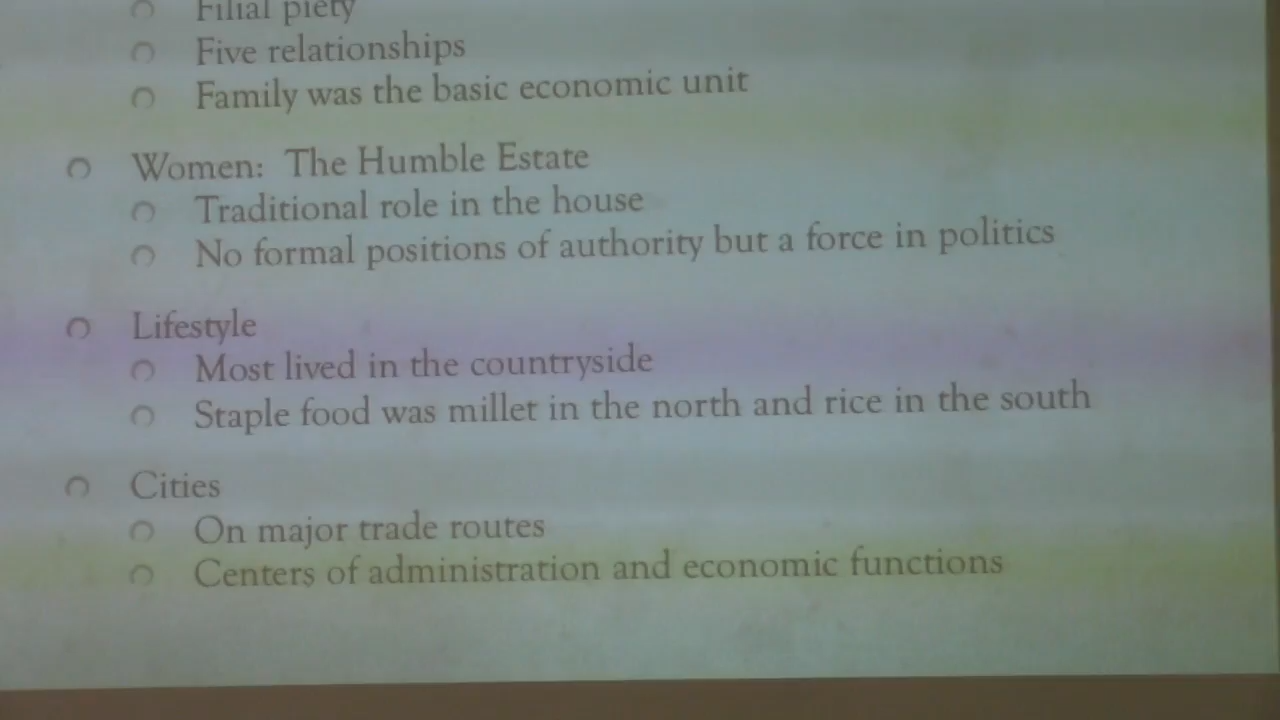 Filial piety
Five relationships
Family was the basic economic unit
Women: The Humble Estate
Traditional role in the house
No formal positions of authority but a force in politics
Lifestyle
Most lived in the countryside
Staple food was millet in the north and rice in the south
Cities
On major trade routes
Centers of administration and economic functions